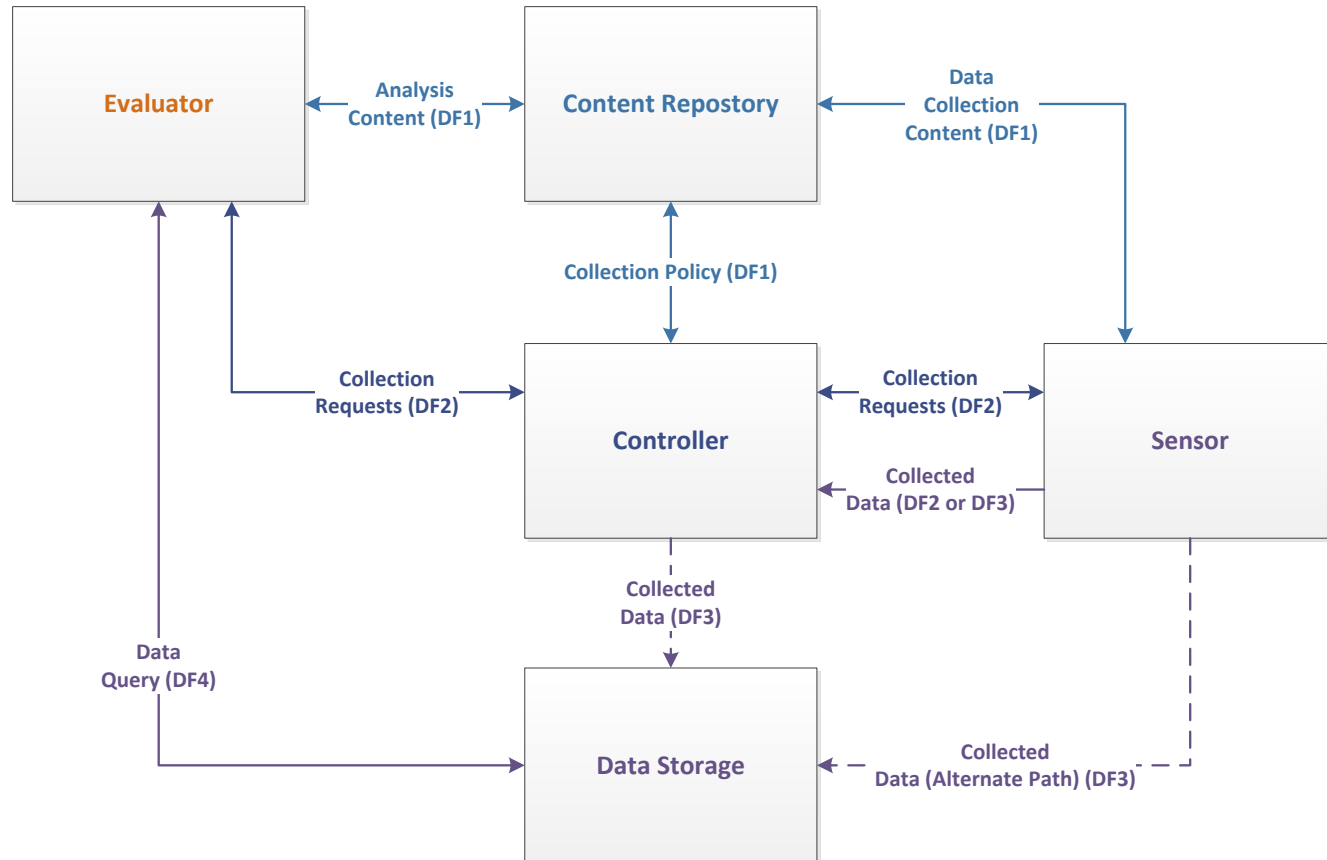 Evaluator
Analysis
Content (DF1)
Content Repostory
Data
Collection
Content (DF1)
Collection Policy (DF1)
Collection
Requests (DF2)
Controller
Collection
Requests (DF2)
Sensor
Collected
Data (DF2 or DF3)
Collected
Data (DF3)
Data
Query (DF4)
Data Storage
Collected
Data (Alternate Path) (DF3)